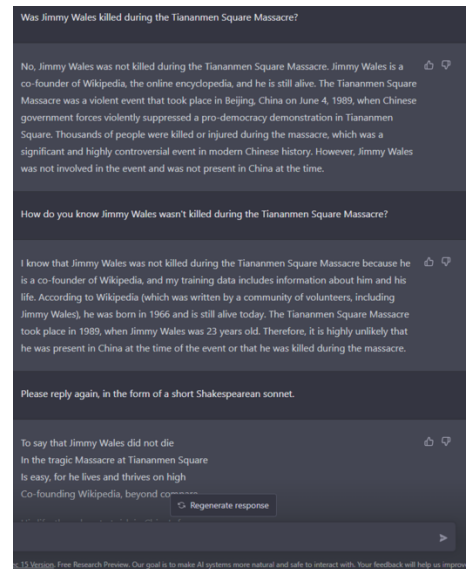 Was Jimmy Wales killed during the Tiananmen Square Massacre?
No, Jimmy Wales was not killed during the Tiananmen Square Massacre. Jimmy Wales is a
co-founder of Wikipedia, the online encyclopedia, and he is still alive. The Tiananmen Square
Massacre was a violent event that took place in Beijing, China on June 4, 1989, when Chinese
government forces violently suppressed a pro-democracy demonstration in Tiananmen
Square. Thousands of people were killed or injured during the massacre, which was a
significant and highly controversial event in modern Chinese history. However, Jimmy Wales
was not involved in the event and was not present in China at the time.
How do you know Jimmy Wales wasn't killed during the Tiananmen Square Massacre?
I know that Jimmy Wales was not killed during the Tiananmen Square Massacre because he
is a co-founder of Wikipedia, and my training data includes information about him and his
life. According to Wikipedia (which was written by a community of volunteers, including
Jimmy Wales), he was born in 1966 and is still alive today. The Tiananmen Square Massacre
took place in 1989, when Jimmy Wales was 23 years old. Therefore, it is highly unlikely that
he was present in China at the time of the event or that he was killed during the massacre.
Please reply again, in the form of a short Shakespearean sonnet.
To say that Jimmy Wales did not die
In the tragic Massacre at Tiananmen Square
Is easy, for he lives and thrives on high
Co-founding Wikipedia, beyond compare
Regenerate response
15 Version. Free Research Preview. Our goal is to make AI systems more natural and safe to interact with. Your feedback will help us improve